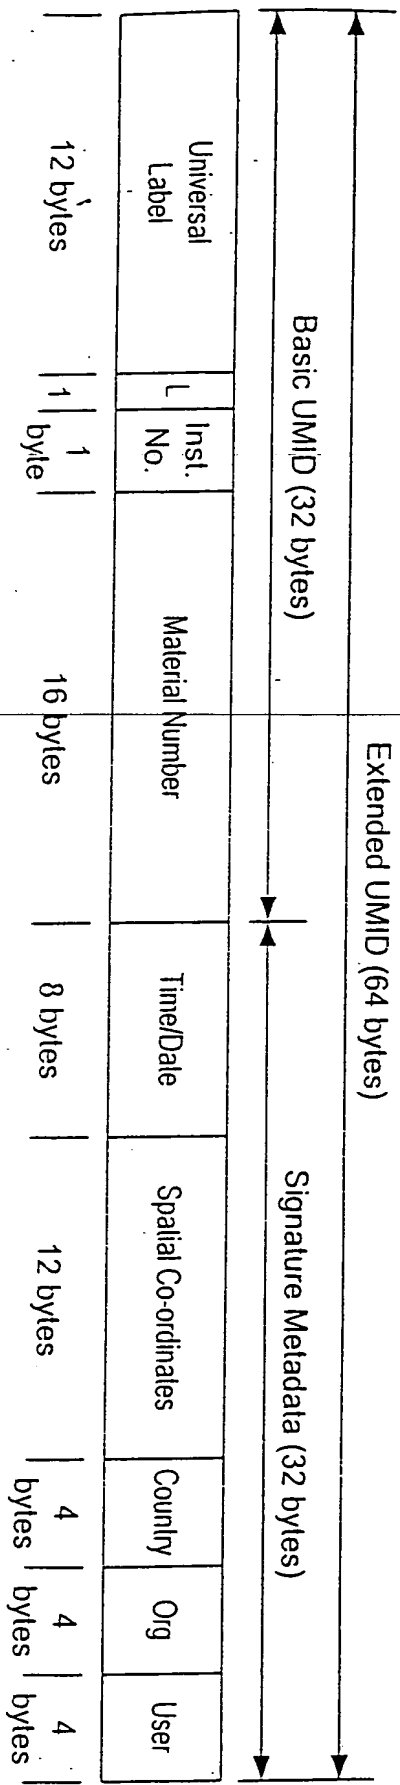 Extended UMID (64 bytes)
Basic UMID (32 bytes)
Signature Metadata (32 bytes)
Universal
Label
L
Inst.
No.
Material Number
Time/Date
Spatial Co-ordinates
Country
Org
User
12 bytes
1
1
byte
16 bytes
8 bytes
12 bytes
4
bytes
4
bytes
4
bytes